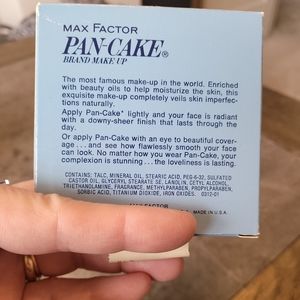 MAX FACTOR
PAN-CAKE®
BRAND MAKE UP
The most famous make-up in the world. Enriched
with beauty oils to help moisturize the skin, this
exquisite make-up completely veils skin imperfec-
tions naturally.
Apply Pan-Cake* lightly and your face is radiant
with a downy-sheer finish that lasts through the
day.
Or apply Pan-Cake with an eye to beautiful cover-
age...and see how flawlessly smooth your face
can look. No matter how you wear Pan-Cake, your
complexion is stunning...the loveliness is lasting.
CONTAINS: TALC, MINERAL OIL, STEARIC ACID, PEG-6-32, SULFATED
CASTOR OIL, GLYCERYL STEARATE SE, LANOLIN, CETYL ALCOHOL,
TRIETHANOLAMINE, FRAGRANCE, METHYLPARABEN, PROPYLPARABEN,
SORBIC ACID, TITANIUM DIOXIDE, IRON OXIDES. 0312-01
MAX FACTOR
MADE IN U.S.A.